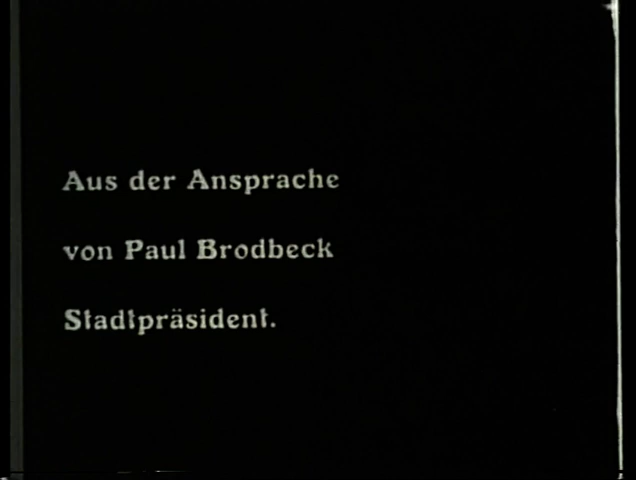 Aus der Ansprache
von Paul Brodbeck
Stadtpräsident.